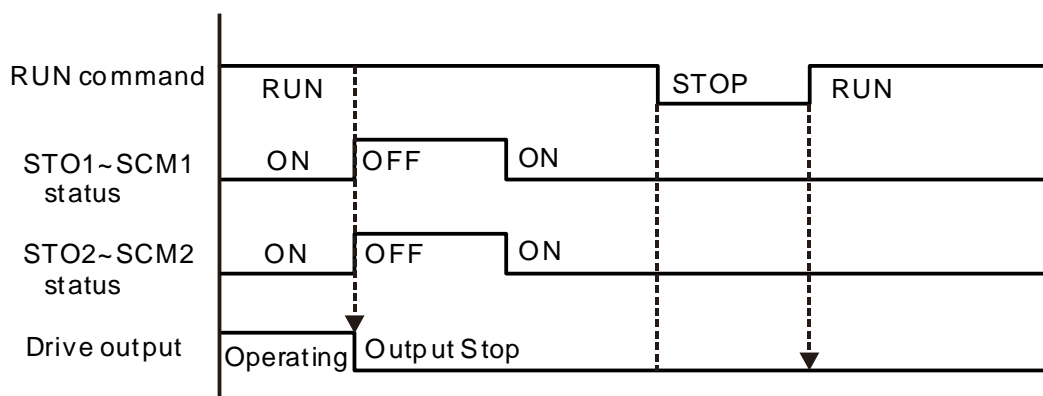 RUN command
RUN
STOP
RUN
STO1~SCM1
status
ON
OFF
ON
STO2~SCM2
status
ON
OFF
ON
Drive output
Operating
Output Stop